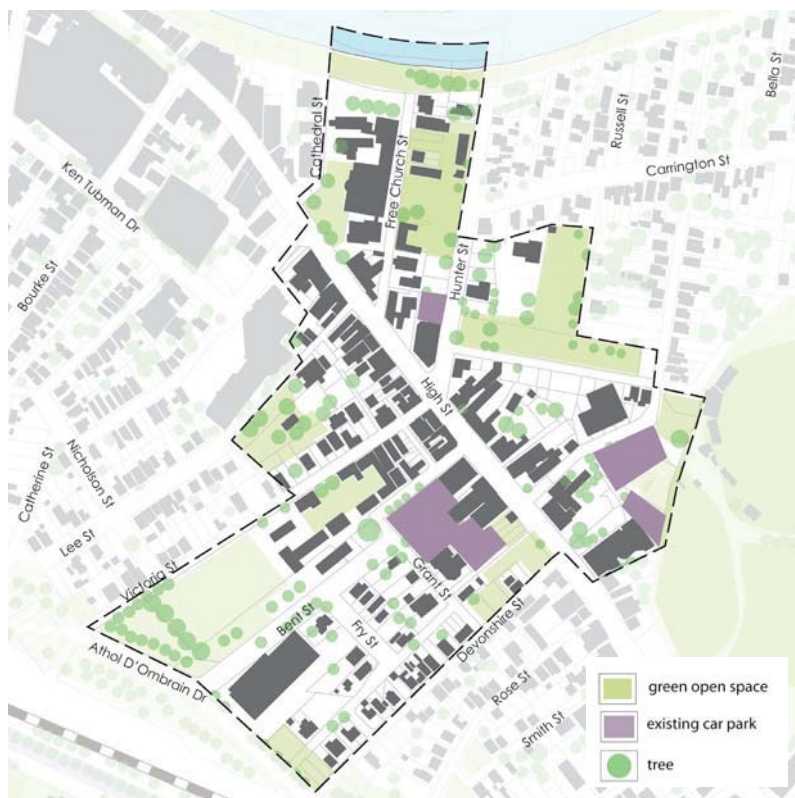 Cathedral St
Free Church St
Hunter St
Russell St
Bella St
Carrington St
Ken Tubman Dr
Bourke St
High St
Catherine St
Nicholson St
Lee St
Victoria St
Bent St
Grant St
Fry St
Devonshire St
Athol D'Ombrain Dr
Rose St
Smith St
green open space
existing car park
tree